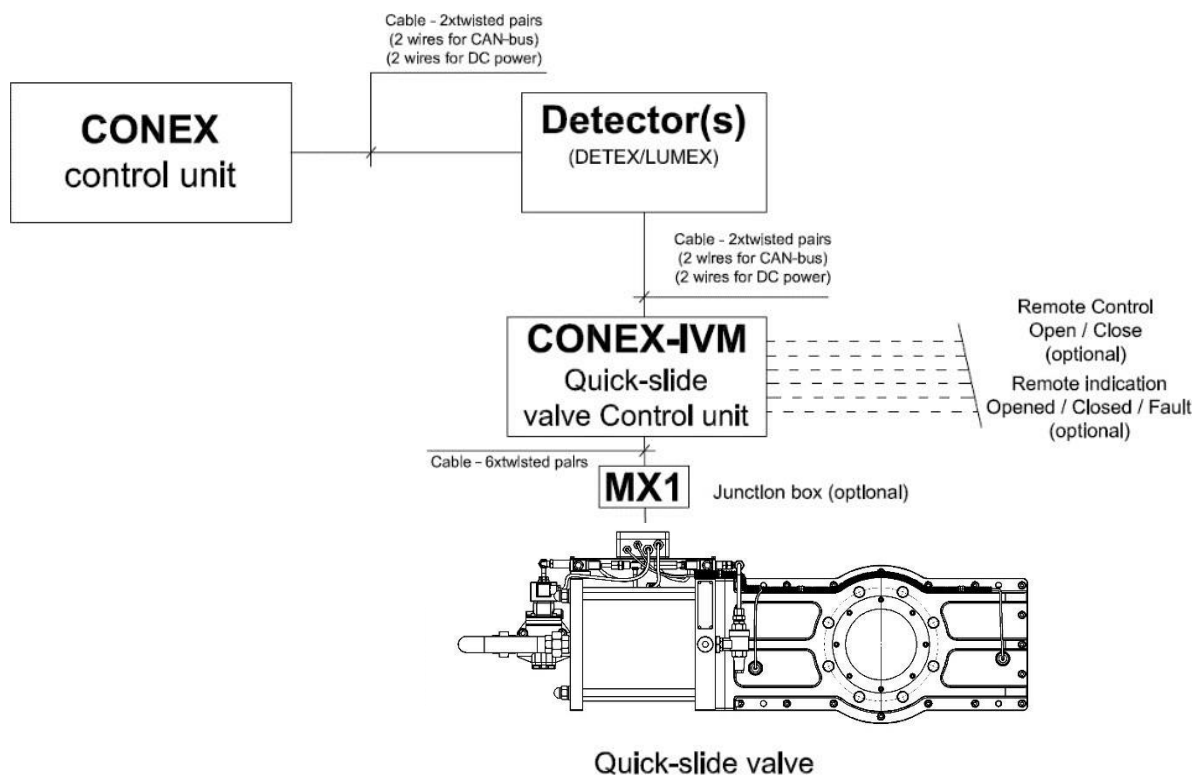 Cable - 2xtwisted pairs
(2 wires for CAN-bus)
(2 wires for DC power)
CONEX
control unit
Detector(s)
(DETEX/LUMEX)
Cable - 2xtwisted pairs
(2 wires for CAN-bus)
(2 wires for DC power)
CONEX-IVM
Quick-slide
valve Control unit
Remote Control
Open / Close
(optional)
Remote indication
Opened / Closed / Fault
(optional)
Cable - 6xtwisted pairs
MX1
Junction box (optional)
Quick-slide valve